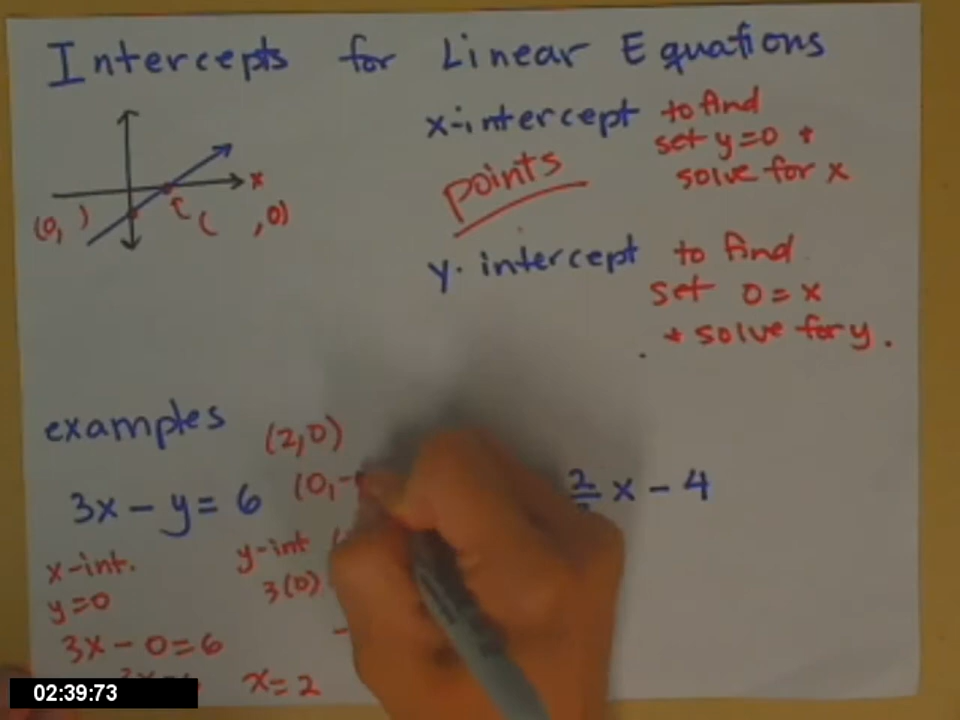 Intercepts for Linear Equations
x-intercept to find
set y=0 +
solve for x
points
x
(0, )
( ,0)
y-intercept to find
set 0=x
+ solve for y.
examples
(2,0)
(0,-
3x-y=6
x-4
x-int.
y-int
y=0
3(0)
3x-0=6
x=2
02:39:73